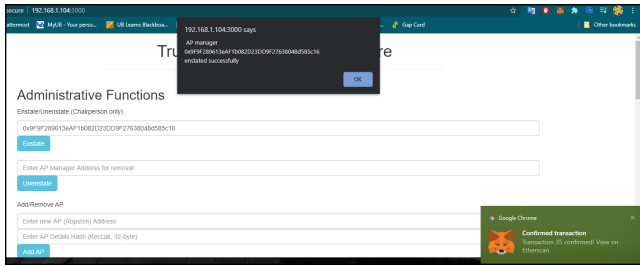 secure | 192.168.1.104:3000
attermost
MyUB - Your perso...
UB Learns Blackboa...
Gap Card
Other bookmarks
192.168.1.104:3000 says
AP manager
0x9F9F289613eAF1b082D23DD9F27638048d585c16
enstated successfully
OK
Tru
re
Administrative Functions
Enstate/Unenstate (Chairperson only)
0x9F9F289613eAF1b082D23DD9F27638048d585c16
Enstate
Enter AP Manager Address for removal
Unenstate
Add/Remove AP
Enter new AP (Ropsten) Address
Enter AP Details Hash (Keccak, 32-byte)
Add AP
Google Chrome
Confirmed transaction
Transaction 35 confirmed! View on
Etherscan